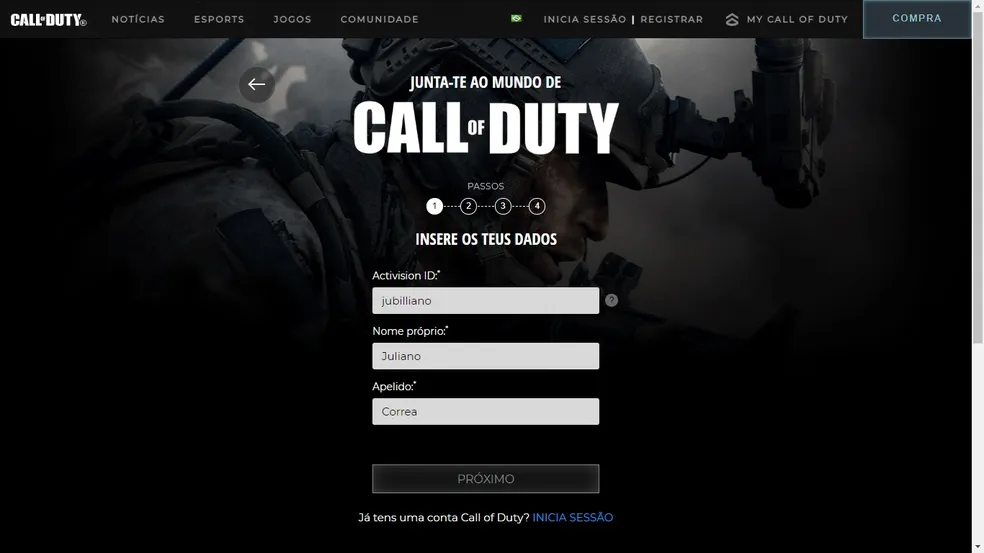 CALL OF DUTY®
NOTÍCIAS
ESPORTS
JOGOS
COMUNIDADE
INICIA SESSÃO | REGISTRAR
MY CALL OF DUTY
COMPRA
JUNTA-TE AO MUNDO DE
CALL OF DUTY
PASSOS
1 2 3 4
INSERE OS TEUS DADOS
Activision ID:*
jubilliano
?
Nome próprio:*
Juliano
Apelido:*
Correa
PRÓXIMO
Já tens uma conta Call of Duty? INICIA SESSÃO